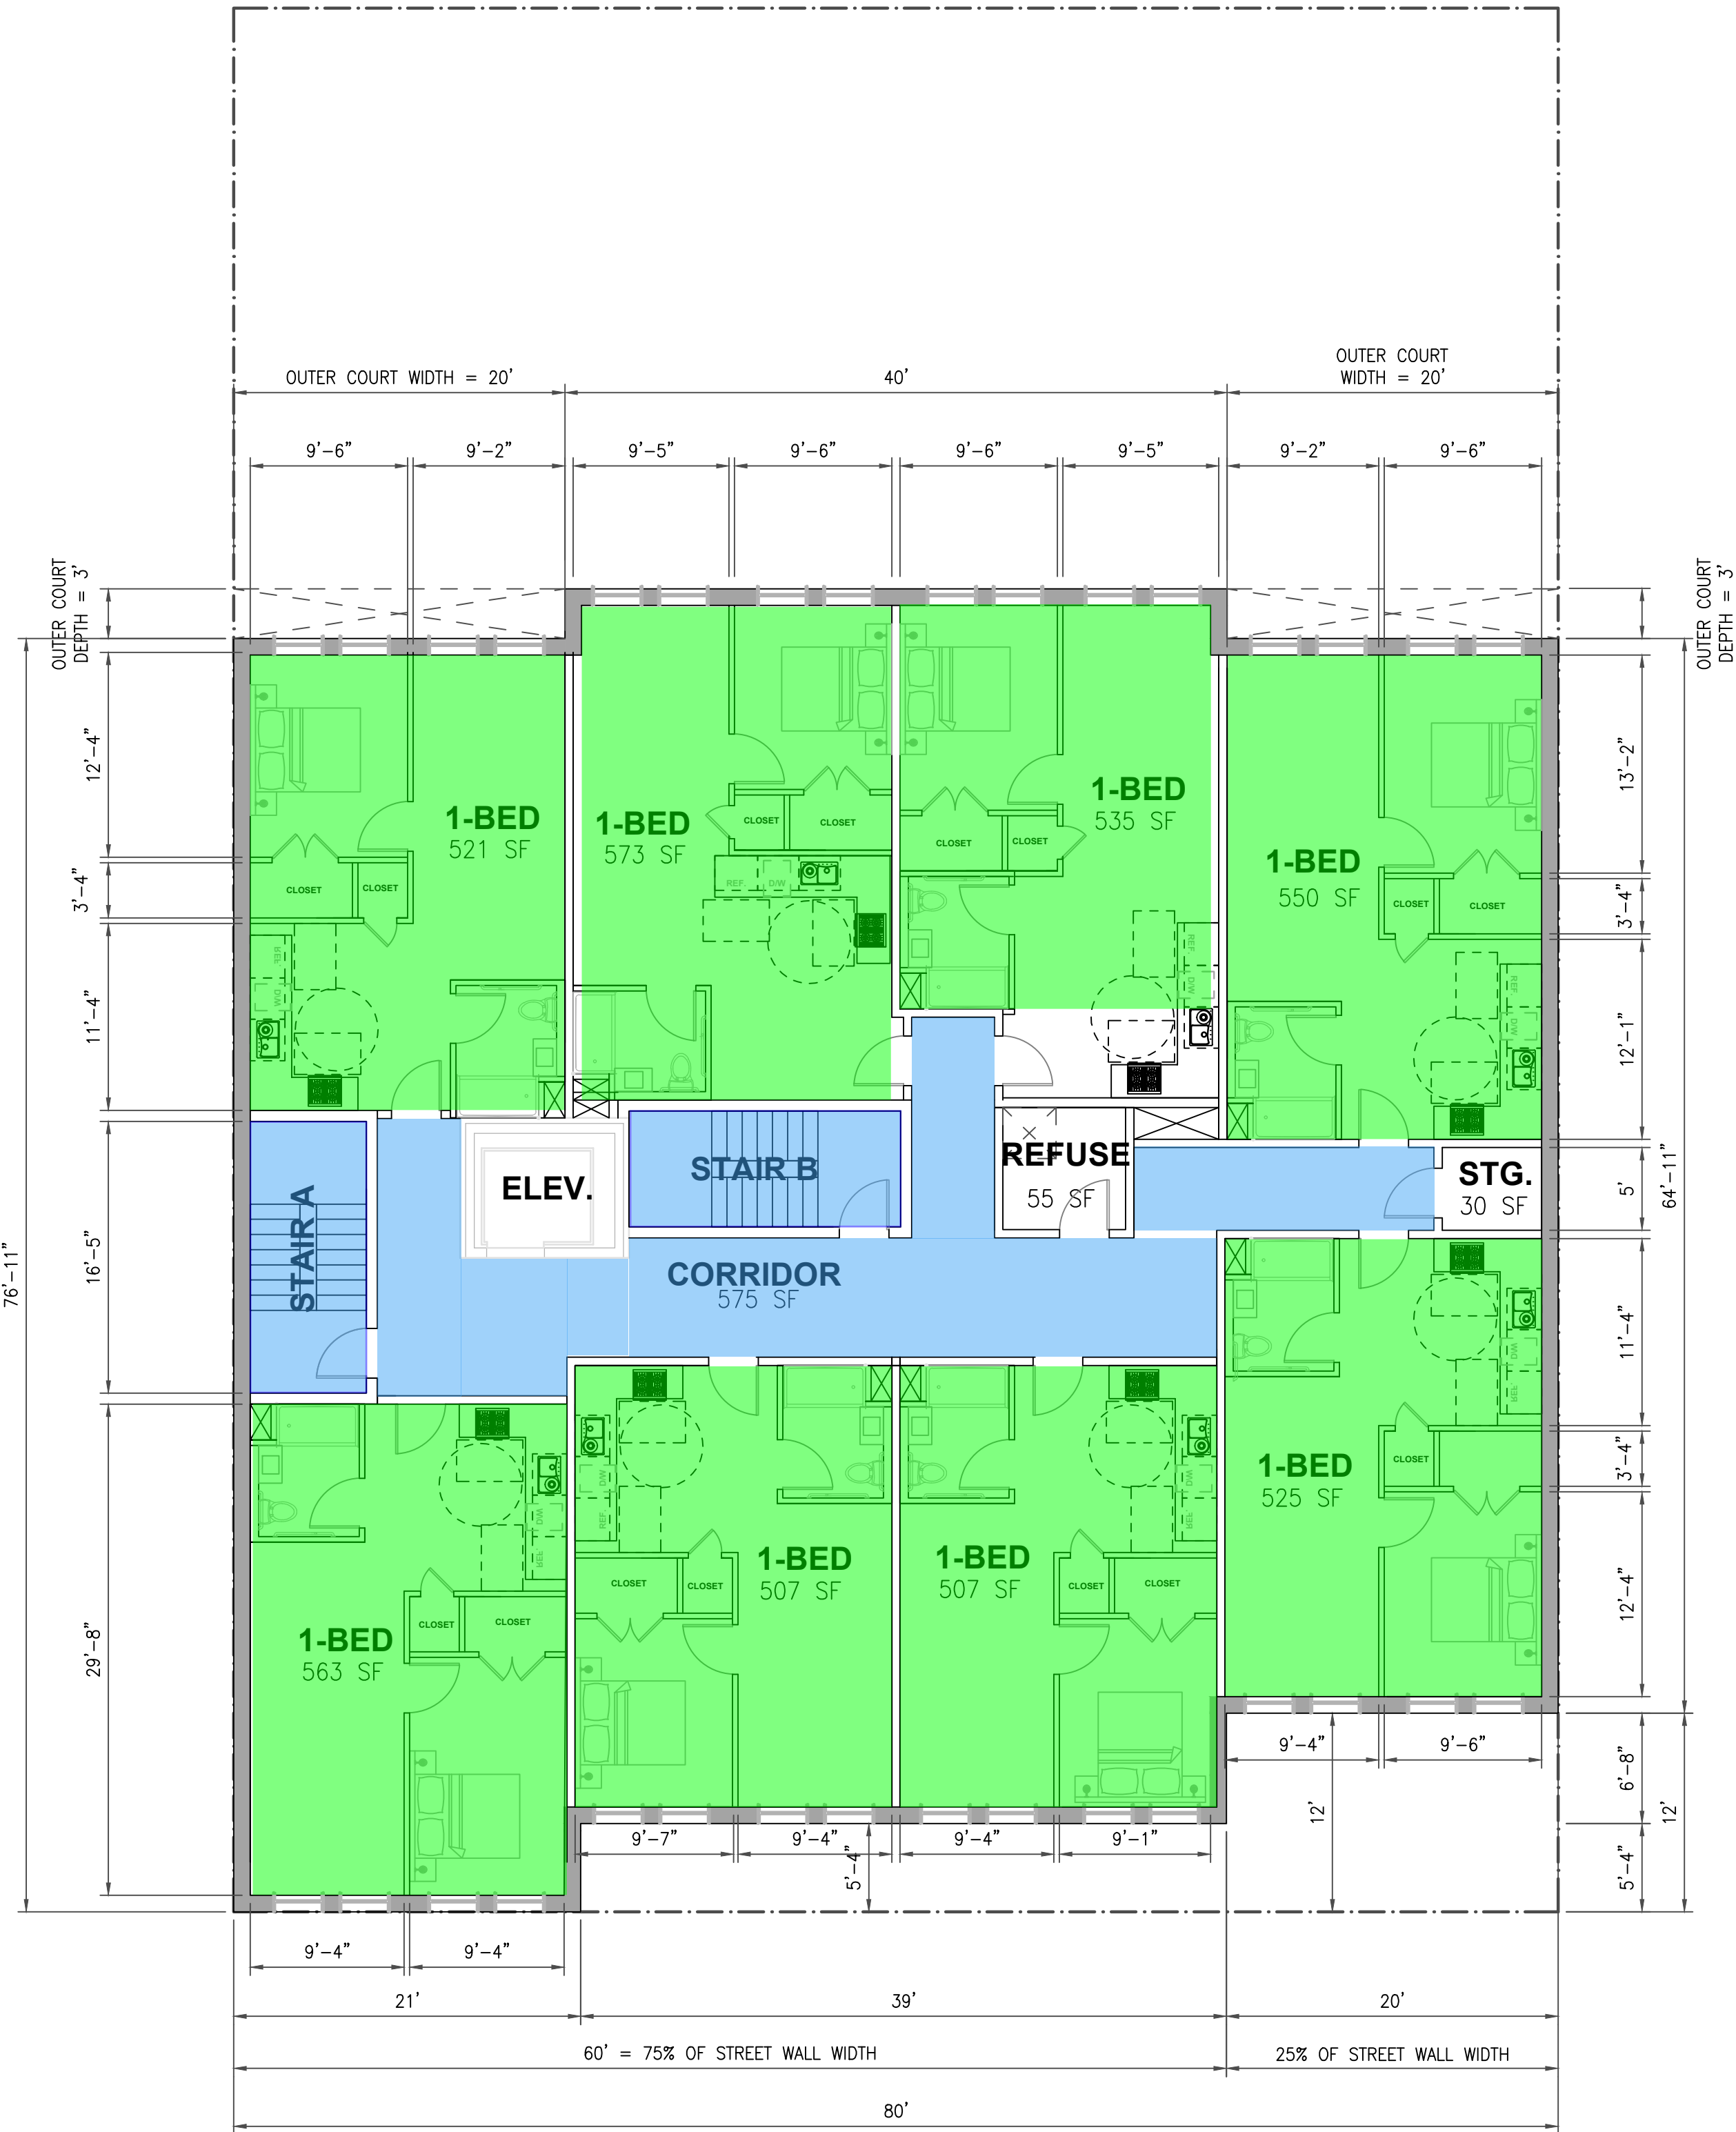 OUTER COURT WIDTH = 20'
40'
OUTER COURT
WIDTH = 20'
9'-6"
9'-2"
9'-5"
9'-6"
9'-6"
9'-5"
9'-2"
9'-6"
OUTER COURT
DEPTH = 3'
OUTER COURT
DEPTH = 3'
12'-4"
3'-4"
11'-4"
16'-5"
29'-8"
76'-11"
13'-2"
3'-4"
12'-1"
5'
11'-4"
3'-4"
12'-4"
6'-8"
5'-4"
64'-11"
12'
1-BED
521 SF
CLOSET
CLOSET
REF.
D/W
1-BED
573 SF
CLOSET
CLOSET
REF.
D/W
1-BED
535 SF
CLOSET
CLOSET
REF.
D/W
1-BED
550 SF
CLOSET
CLOSET
REF.
D/W
STAIR A
ELEV.
STAIR B
REFUSE
55 SF
STG.
30 SF
CORRIDOR
575 SF
1-BED
563 SF
CLOSET
CLOSET
D/W
REF.
1-BED
507 SF
CLOSET
CLOSET
D/W
REF.
1-BED
507 SF
CLOSET
CLOSET
D/W
REF.
1-BED
525 SF
CLOSET
D/W
REF.
9'-4"
9'-6"
12'
9'-7"
9'-4"
9'-4"
9'-1"
5'-4"
9'-4"
9'-4"
21'
39'
20'
60' = 75% OF STREET WALL WIDTH
25% OF STREET WALL WIDTH
80'